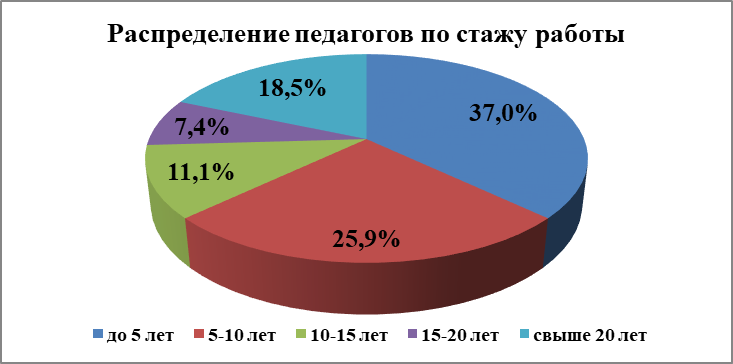 Распределение педагогов по стажу работы
18,5%
37,0%
7,4%
11,1%
25,9%
до 5 лет 5-10 лет 10-15 лет 15-20 лет свыше 20 лет